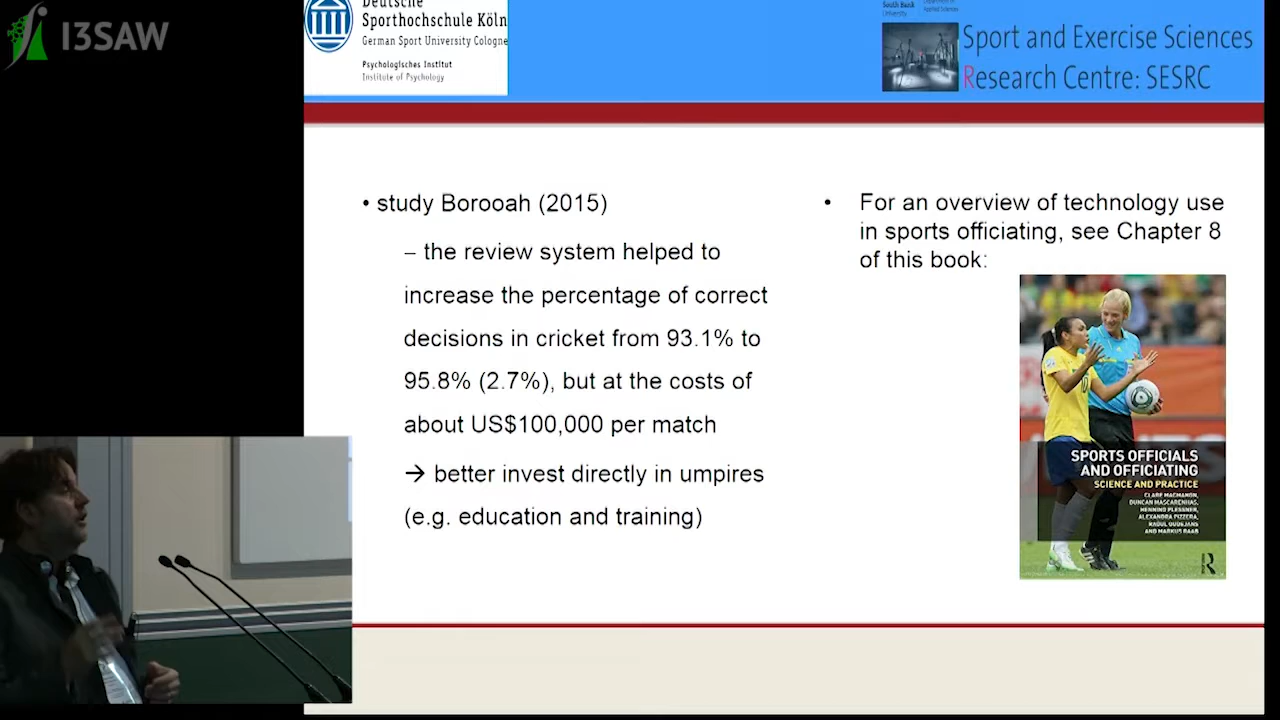 I3SAW
Deutsche
Sporthochschule Köln
German Sport University Cologne
Psychologisches Institut
Institute of Psychology
South Bank
University
Department of
Applied Sciences
Sport and Exercise Sciences
Research Centre: SESRC
• study Borooah (2015)
– the review system helped to
increase the percentage of correct
decisions in cricket from 93.1% to
95.8% (2.7%), but at the costs of
about US$100,000 per match
→ better invest directly in umpires
(e.g. education and training)
• For an overview of technology use
in sports officiating, see Chapter 8
of this book:
SPORTS OFFICIALS
AND OFFICIATING
SCIENCE AND PRACTICE
CLARE MACMAHON,
DUNCAN MASCARENHAS,
HENNING PLESSNER,
ALEXANDRA PIZZERA,
RAÔUL OUDEJANS
AND MARKUS RAAB
R